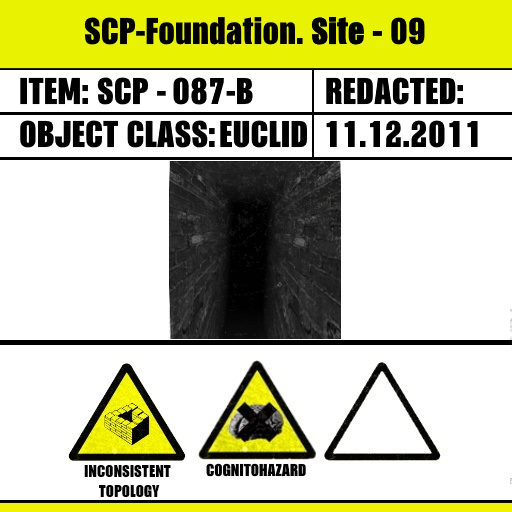 SCP-Foundation. Site - 09
ITEM: SCP - 087-B
REDACTED:
OBJECT CLASS: EUCLID
11.12.2011
INCONSISTENT
TOPOLOGY
COGNITOHAZARD